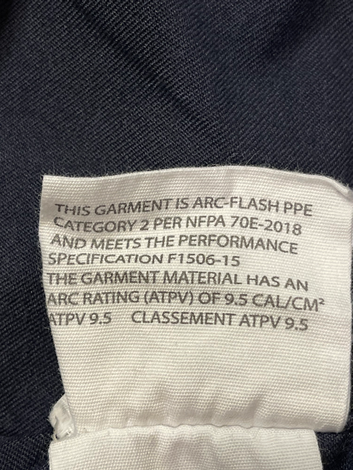 THIS GARMENT IS ARC-FLASH PPE
CATEGORY 2 PER NFPA 70E-2018
AND MEETS THE PERFORMANCE
SPECIFICATION F1506-15
THE GARMENT MATERIAL HAS AN
ARC RATING (ATPV) OF 9.5 CAL/CM²
ATPV 9.5 CLASSEMENT ATPV 9.5